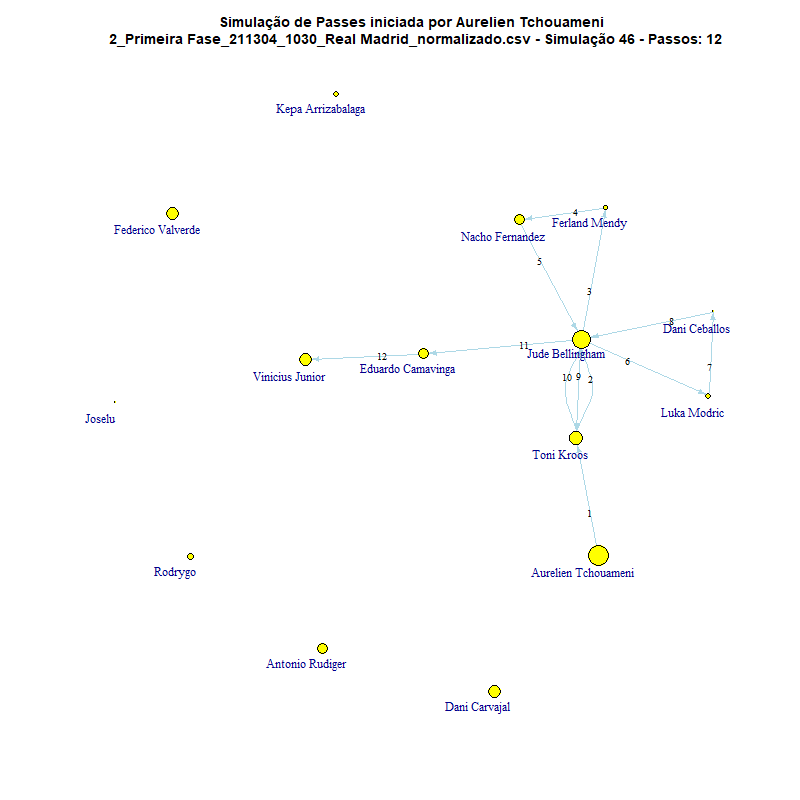 Simulação de Passes iniciada por Aurelien Tchouameni
2_Primeira Fase_211304_1030_Real Madrid_normalizado.csv - Simulação 46 - Passos: 12
Kepa Arrizabalaga
Federico Valverde
4
Ferland Mendy
Nacho Fernandez
5
3
8
Dani Ceballos
11
Jude Bellingham
12
Eduardo Camavinga
6
7
Vinicius Junior
10
9
2
Joselu
Luka Modric
Toni Kroos
1
Rodrygo
Aurelien Tchouameni
Antonio Rudiger
Dani Carvajal